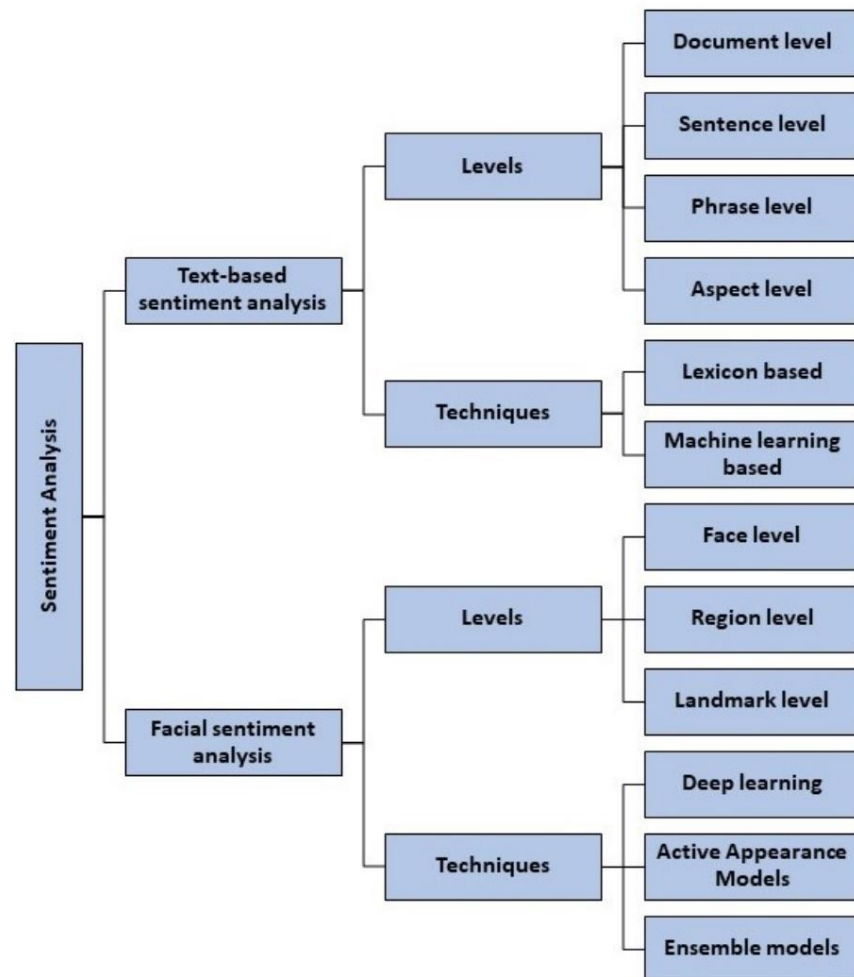 Sentiment Analysis
Text-based
sentiment analysis
Levels
Document level
Sentence level
Phrase level
Aspect level
Techniques
Lexicon based
Machine learning
based
Facial sentiment
analysis
Levels
Face level
Region level
Landmark level
Techniques
Deep learning
Active Appearance
Models
Ensemble models